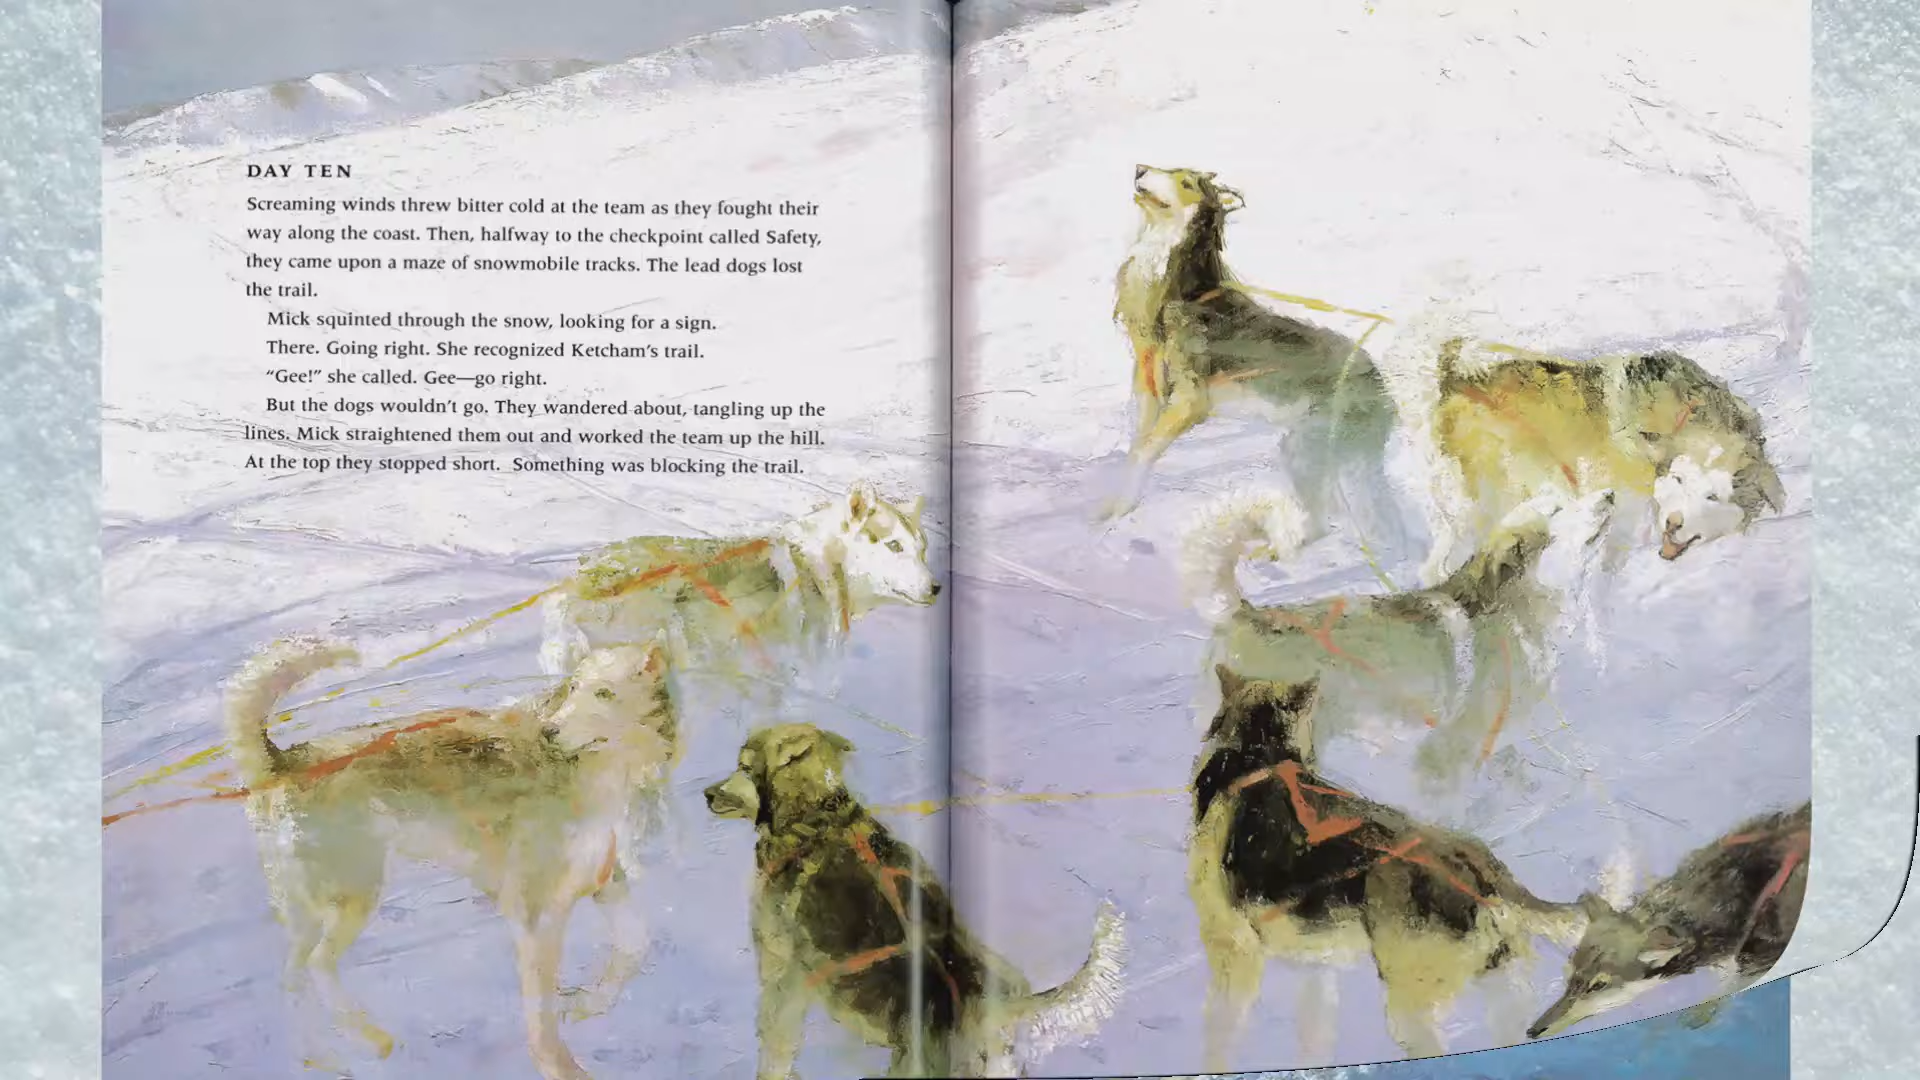 DAY TEN
Screaming winds threw bitter cold at the team as they fought their
way along the coast. Then, halfway to the checkpoint called Safety,
they came upon a maze of snowmobile tracks. The lead dogs lost
the trail.
Mick squinted through the snow, looking for a sign.
There. Going right. She recognized Ketcham's trail.
“Gee!” she called. Gee—go right.
But the dogs wouldn't go. They wandered about, tangling up the
lines. Mick straightened them out and worked the team up the hill.
At the top they stopped short. Something was blocking the trail.